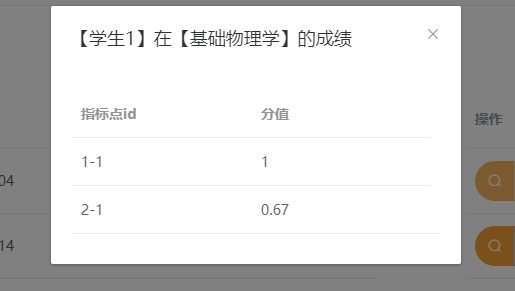 【学生1】在【基础物理学】的成绩
指标点id 分值
操作
1-1 1
04
2-1 0.67
14